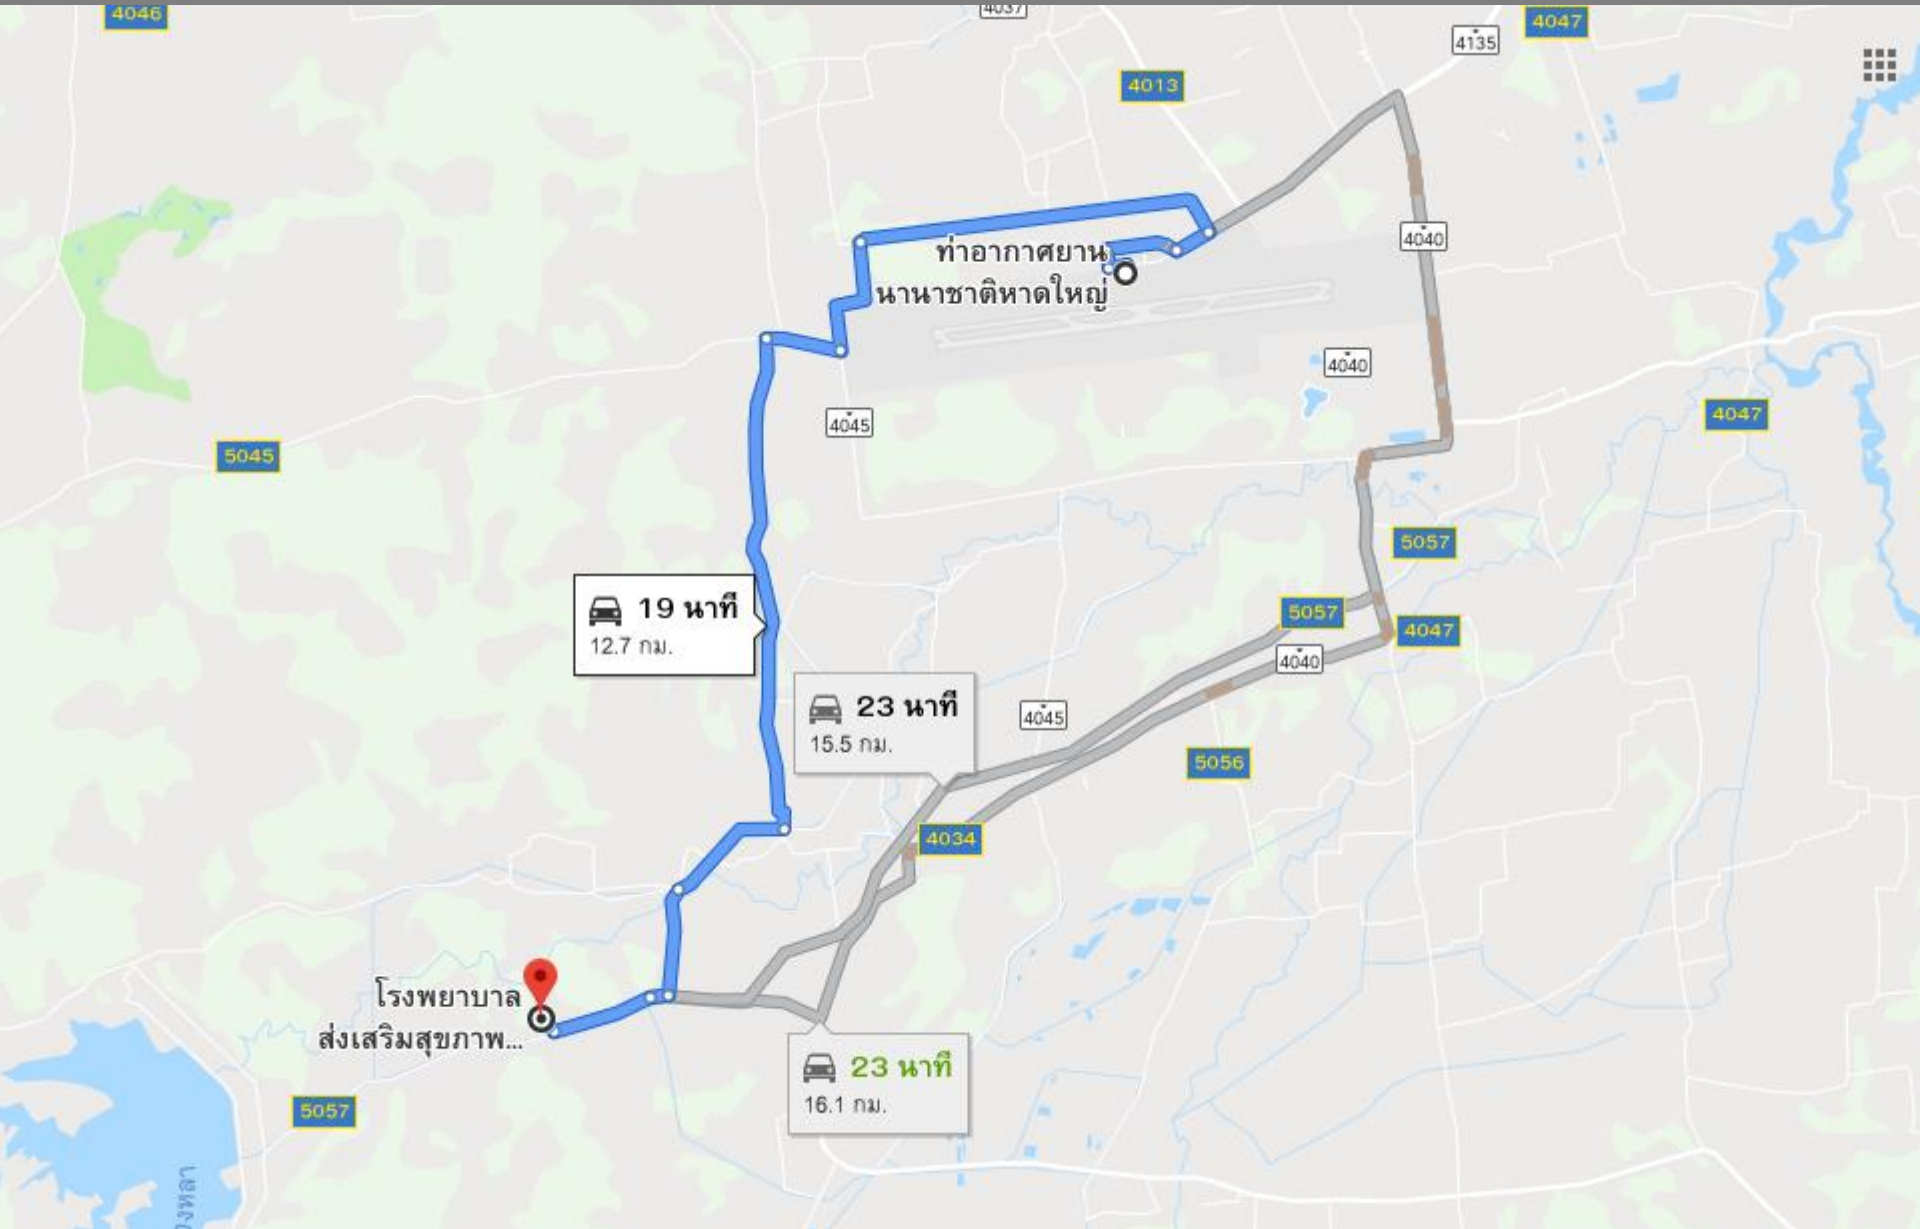 4046
4037
4047
4135
4013
4040
ท่าอากาศยาน
นานาชาติหาดใหญ่
4040
4045
4047
5045
5057
19 นาที
12.7 กม.
5057
4047
4040
23 นาที
15.5 กม.
4045
5056
4034
โรงพยาบาล
ส่งเสริมสุขภาพ...
23 นาที
16.1 กม.
5057